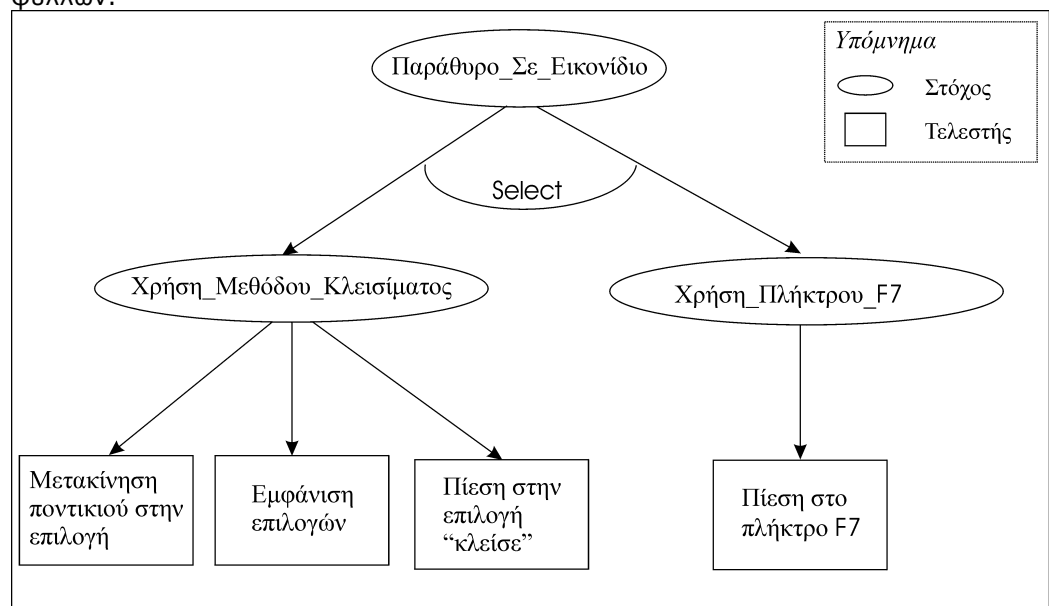 φύλλων.
Υπόμνημα
Στόχος
Τελεστής
Παράθυρο_Σε_Εικονίδιο
Select
Χρήση_Μεθόδου_Κλεισίματος
Χρήση_Πλήκτρου_F7
Μετακίνηση
ποντικιού στην
επιλογή
Εμφάνιση
επιλογών
Πίεση στην
επιλογή
“κλείσε”
Πίεση στο
πλήκτρο F7